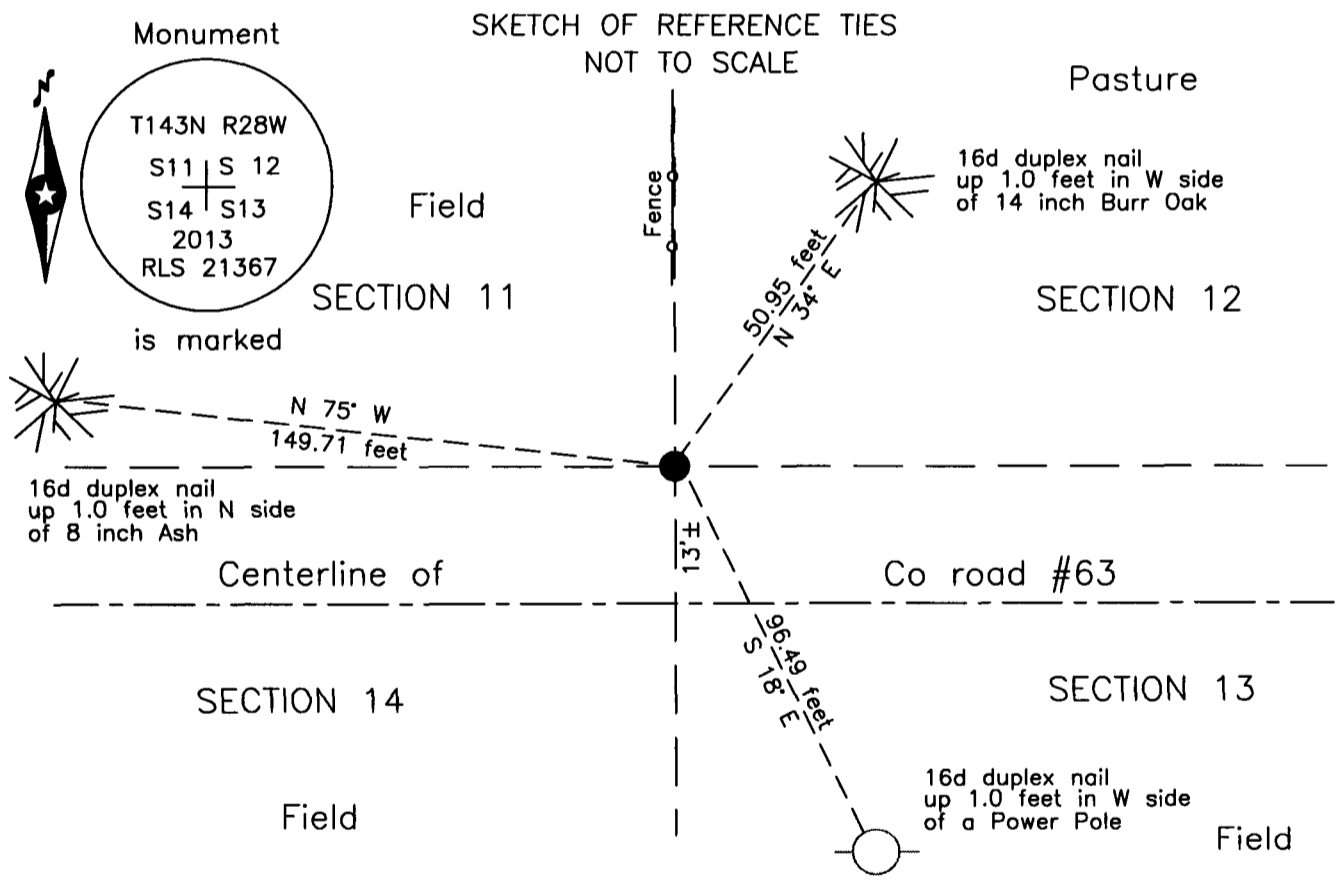 SKETCH OF REFERENCE TIES
NOT TO SCALE
Monument
N
T143N R28W
S11 S 12
S14 S13
2013
RLS 21367
is marked
Field
SECTION 11
Fence
Pasture
16d duplex nail
up 1.0 feet in W side
of 14 inch Burr Oak
SECTION 12
50.95 feet
N 34° E
N 75° W
149.71 feet
16d duplex nail
up 1.0 feet in N side
of 8 inch Ash
13'±
Centerline of
Co road #63
96.49 feet
S 18° E
SECTION 14
SECTION 13
Field
16d duplex nail
up 1.0 feet in W side
of a Power Pole
Field